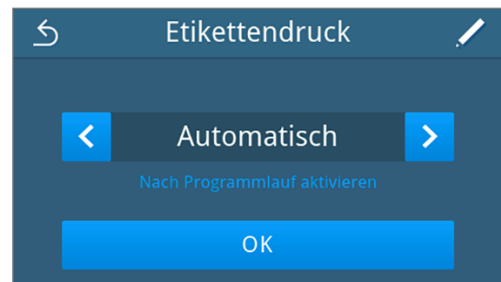 Etikettendruck
Automatisch
Nach Programmlauf aktivieren
OK